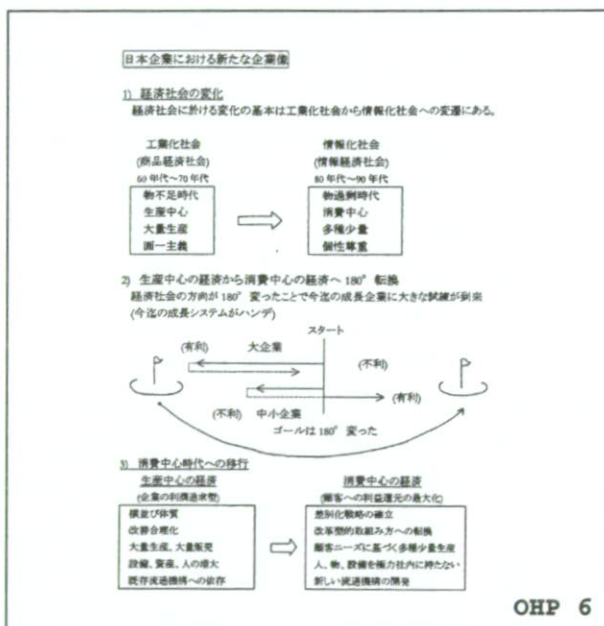 日本企業における新たな企業像
1) 経済社会の変化
経済社会に於ける変化の基本は工業化社会から情報化社会への変遷にある。
工業化社会
(商品経済社会)
60年代~70年代
物不足時代
生産中心
大量生産
画一主義
情報化社会
(情報経済社会)
80年代~90年代
物過剰時代
消費中心
多種少量
個性尊重
2) 生産中心の経済から消費中心の経済へ180° 転換
経済社会の方向が180° 変ったことで今迄の成長企業に大きな試練が到来
(今迄の成長システムがハンデ)
スタート
(有利) 大企業 (不利)
(不利) 中小企業 (有利)
ゴールは180° 変った
3) 消費中心時代への移行
生産中心の経済
(企業の利潤追求型)
横並び体質
改善合理化
大量生産、大量販売
設備、資産、人の増大
既存流通機構への依存
消費中心の経済
(顧客への利益還元の最大化)
差別化戦略の確立
改革型的取組み方への転換
顧客ニーズに基づく多種少量生産
人、物、設備を極力社内に持たない
新しい流通機構の開発
OHP 6